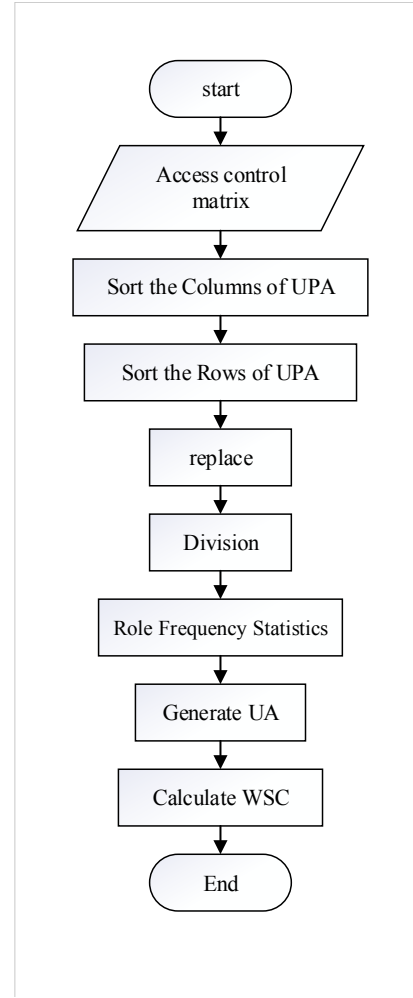 start
Access control
matrix
Sort the Columns of UPA
Sort the Rows of UPA
replace
Division
Role Frequency Statistics
Generate UA
Calculate WSC
End